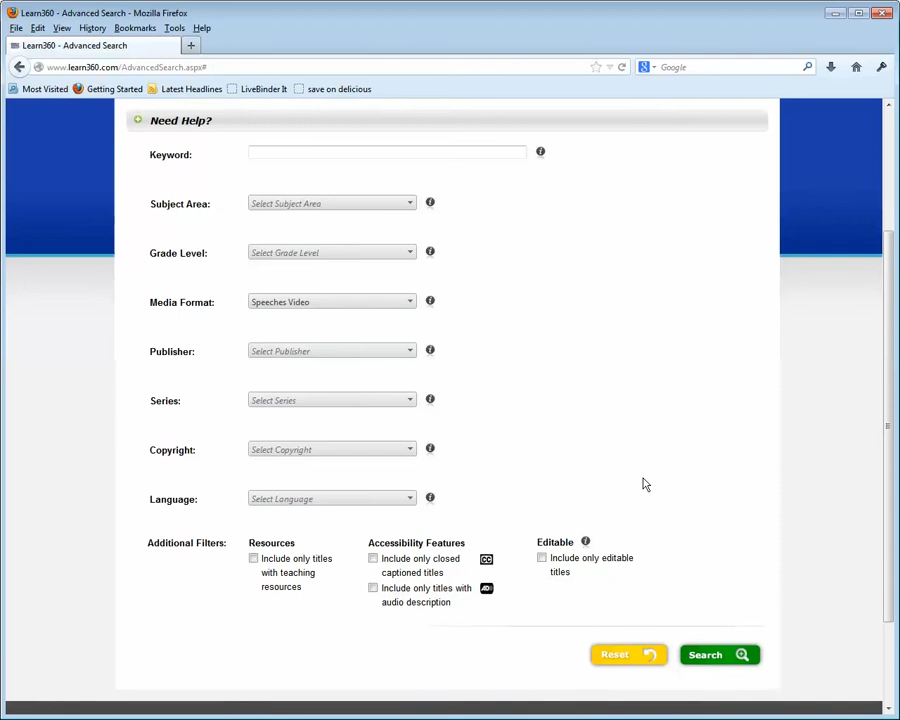 Learn360 - Advanced Search - Mozilla Firefox
File Edit View History Bookmarks Tools Help
Learn360 - Advanced Search
www.learn360.com/AdvancedSearch.aspx#
Google
Most Visited Getting Started Latest Headlines LiveBinder It save on delicious
Need Help?
Keyword:
Subject Area: Select Subject Area
Grade Level: Select Grade Level
Media Format: Speeches Video
Publisher: Select Publisher
Series: Select Series
Copyright: Select Copyright
Language: Select Language
Additional Filters:
Resources
Include only titles
with teaching
resources
Accessibility Features
Include only closed CC
captioned titles
Include only titles with AD
audio description
Editable
Include only editable
titles
Reset Search